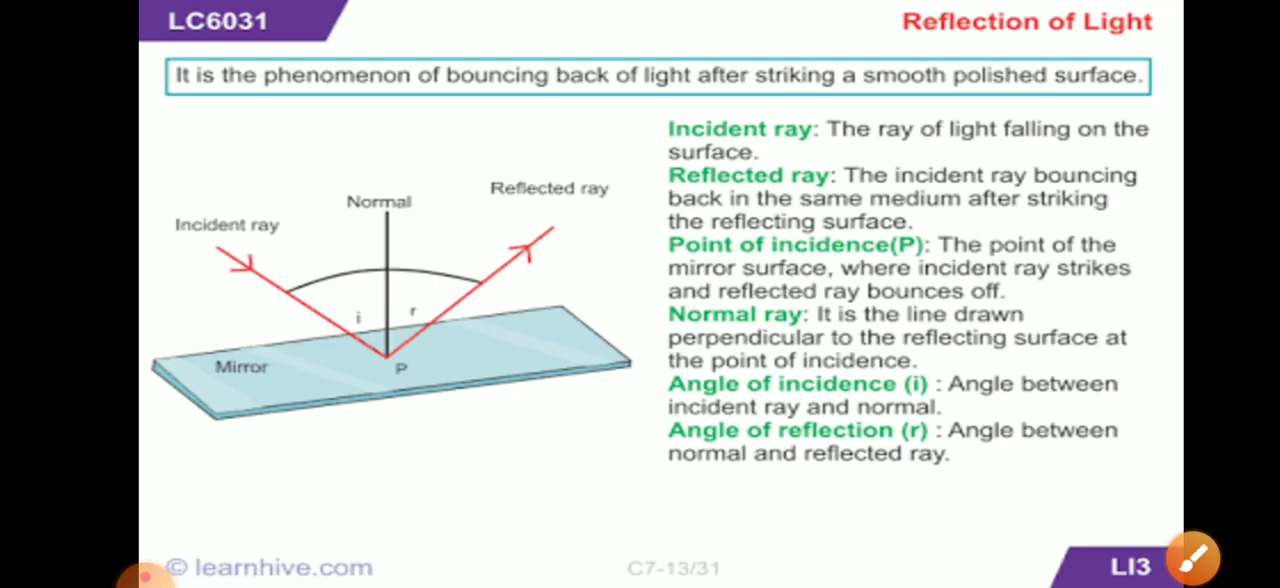 LC6031
Reflection of Light
It is the phenomenon of bouncing back of light after striking a smooth polished surface.
Incident ray
Normal
Reflected ray
i
r
Mirror
P
Incident ray: The ray of light falling on the
surface.
Reflected ray: The incident ray bouncing
back in the same medium after striking
the reflecting surface.
Point of incidence(P): The point of the
mirror surface, where incident ray strikes
and reflected ray bounces off.
Normal ray: It is the line drawn
perpendicular to the reflecting surface at
the point of incidence.
Angle of incidence (i) : Angle between
incident ray and normal.
Angle of reflection (r) : Angle between
normal and reflected ray.
© learnhive.com
C7-13/31
LI3